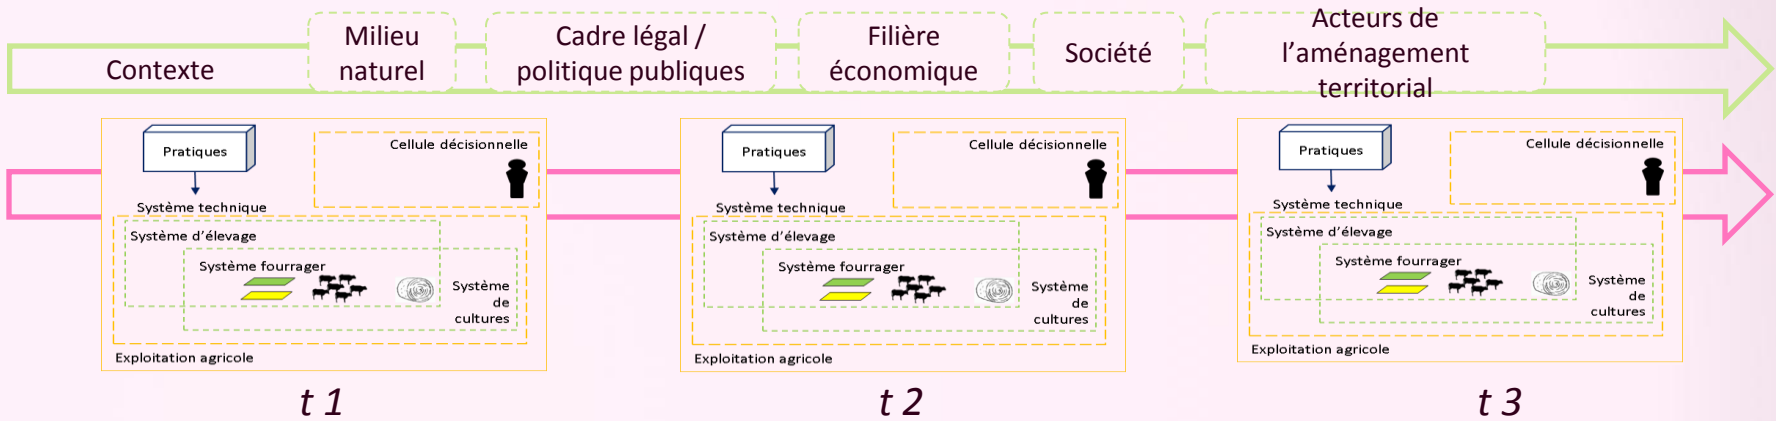 Contexte
Milieu
naturel
Cadre légal /
politique publiques
Filière
économique
Société
Acteurs de
l'aménagement
territorial
Pratiques
Cellule décisionnelle
Système technique
Système d'élevage
Système fourrager
Système
de
cultures
Exploitation agricole
t 1
Pratiques
Cellule décisionnelle
Système technique
Système d'élevage
Système fourrager
Système
de
cultures
Exploitation agricole
t 2
Pratiques
Cellule décisionnelle
Système technique
Système d'élevage
Système fourrager
Système
de
cultures
Exploitation agricole
t 3